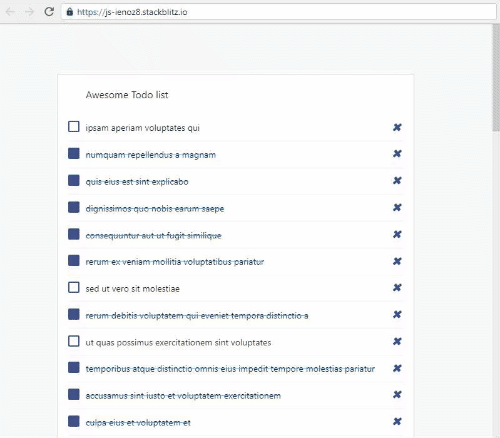 https://js-ienoz8.stackblitz.io
Awesome Todo list
ipsam aperiam voluptates qui
numquam repellendus a magnam
quis eius est sint explicabo
dignissimos quo nobis earum saepe
consequuntur aut ut fugit similique
rerum ex veniam mollitia voluptatibus pariatur
sed ut vero sit molestiae
rerum debitis voluptatem qui eveniet tempora distinctio a
ut quas possimus exercitationem sint voluptates
temporibus atque distinctio omnis eius impedit tempore molestias pariatur
accusamus sint iusto et voluptatem exercitationem
culpa eius et voluptatem et